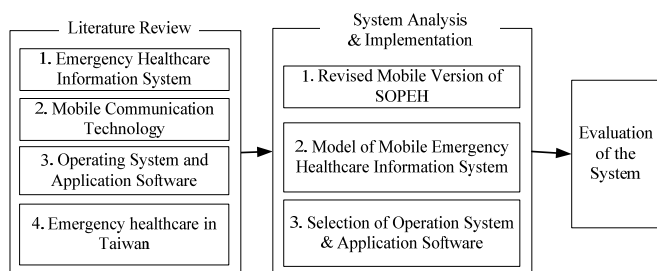 Literature Review
1. Emergency Healthcare
Information System
2. Mobile Communication
Technology
3. Operating System and
Application Software
4. Emergency healthcare in
Taiwan
System Analysis
& Implementation
1. Revised Mobile Version of
SOPEH
2. Model of Mobile Emergency
Healthcare Information System
3. Selection of Operation System
& Application Software
Evaluation
of the
System